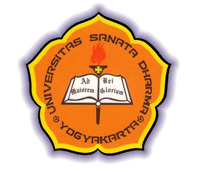 UNIVERSITAS SANATA DHARMA
Ad Dei
Maiorem Gloriam
YOGYAKARTA